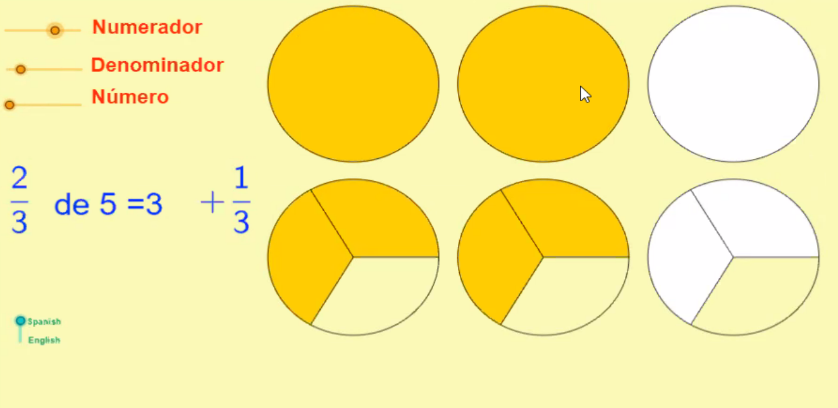 Numerador
Denominador
Número
2/3 de 5 =3 + 1/3
Spanish
English